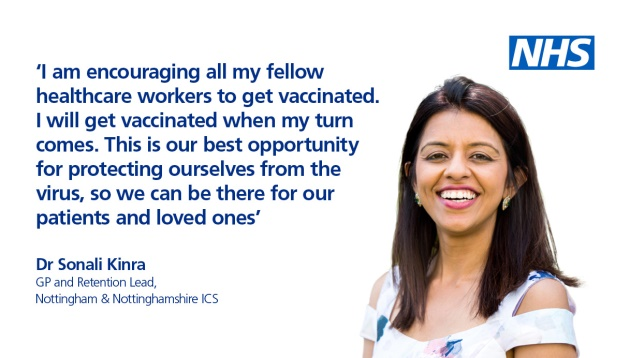 NHS
‘I am encouraging all my fellow
healthcare workers to get vaccinated.
I will get vaccinated when my turn
comes. This is our best opportunity
for protecting ourselves from the
virus, so we can be there for our
patients and loved ones’
Dr Sonali Kinra
GP and Retention Lead,
Nottingham & Nottinghamshire ICS